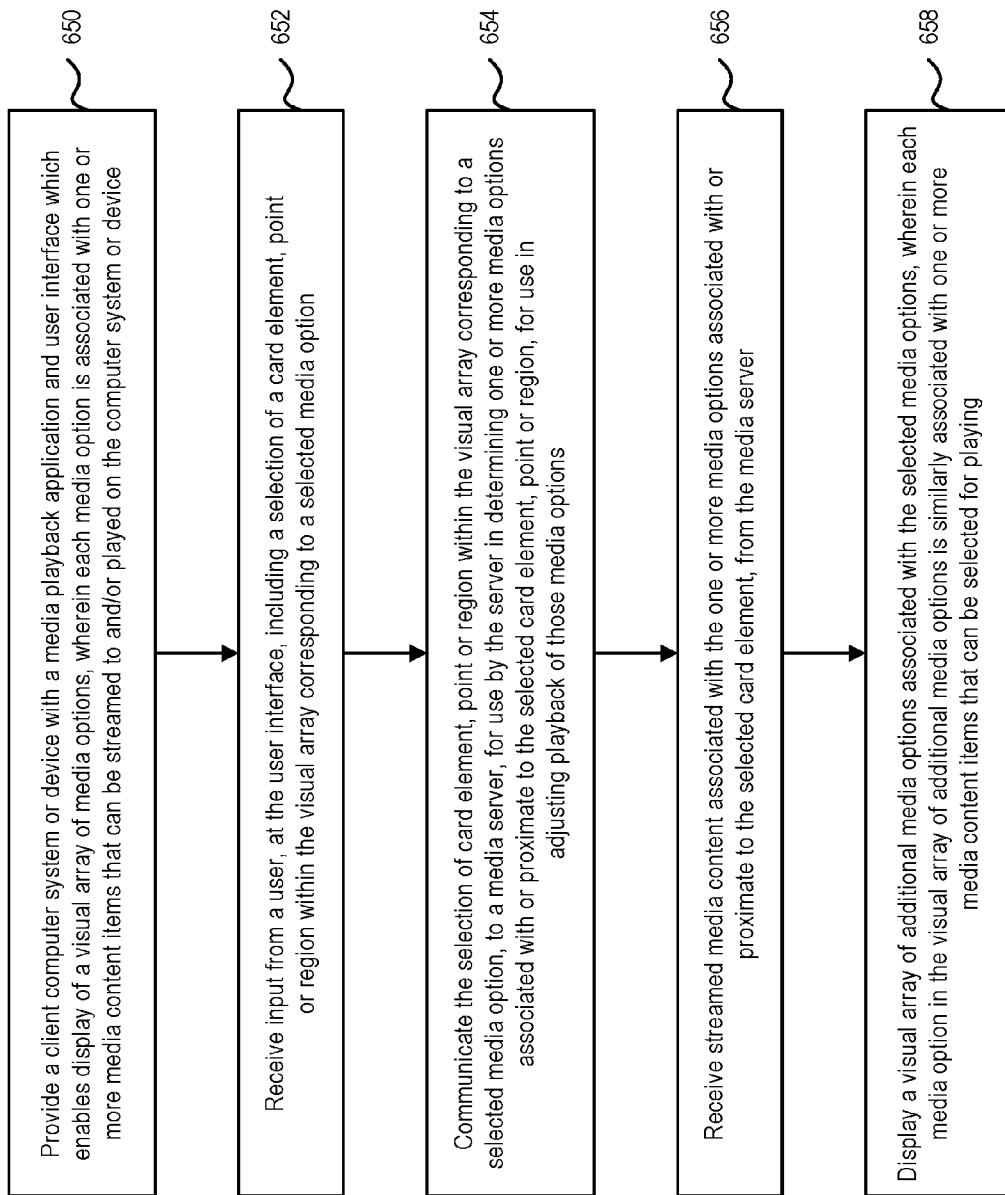 Provide a client computer system or device with a media playback application and user interface which
enables display of a visual array of media options, wherein each media option is associated with one or
more media content items that can be streamed to and/or played on the computer system or device
650
Receive input from a user, at the user interface, including a selection of a card element, point
or region within the visual array corresponding to a selected media option
652
Communicate the selection of card element, point or region within the visual array corresponding to a
selected media option, to a media server, for use by the server in determining one or more media options
associated with or proximate to the selected card element, point or region, for use in
adjusting playback of those media options
654
Receive streamed media content associated with the one or more media options associated with or
proximate to the selected card element, from the media server
656
Display a visual array of additional media options associated with the selected media options, wherein each
media option in the visual array of additional media options is similarly associated with one or more
media content items that can be selected for playing
658